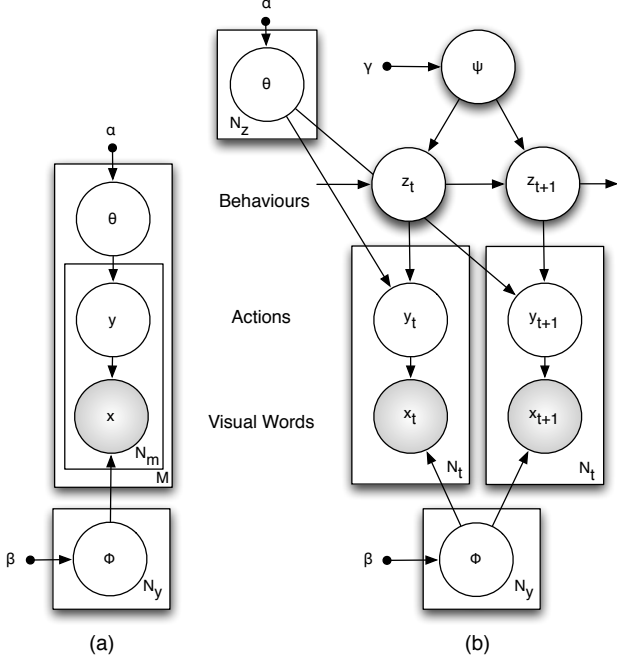 α
θ
y
x
N_m
M
β
Φ
N_y
(a)
α
θ
N_z
γ
ψ
Behaviours
z_t
z_{t+1}
Actions
y_t
y_{t+1}
Visual Words
x_t
x_{t+1}
N_t
N_t
β
Φ
N_y
(b)